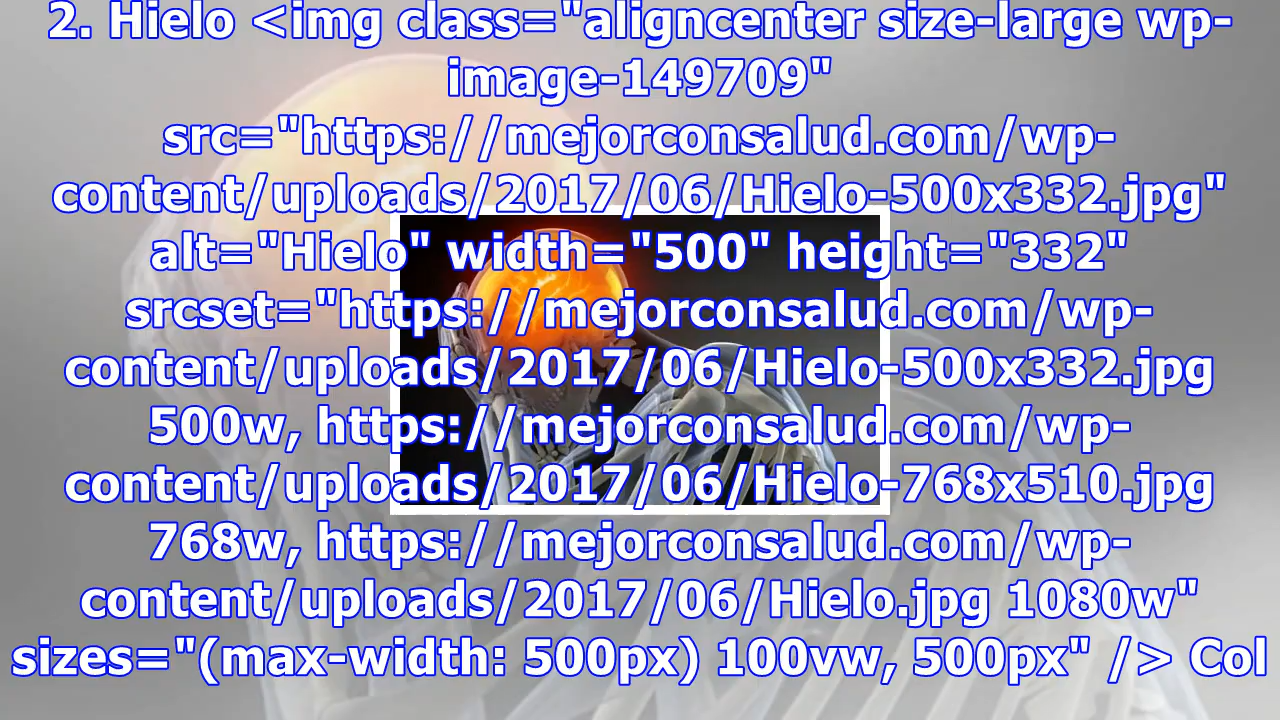 2. Hielo <img class="aligncenter size-large wp-
image-149709"
src="https://mejorconsalud.com/wp-
content/uploads/2017/06/Hielo-500x332.jpg"
alt="Hielo" width="500" height="332"
srcset="https://mejorconsalud.com/wp-
content/uploads/2017/06/Hielo-500x332.jpg
500w, https://mejorconsalud.com/wp-
content/uploads/2017/06/Hielo-768x510.jpg
768w, https://mejorconsalud.com/wp-
content/uploads/2017/06/Hielo.jpg 1080w"
sizes="(max-width: 500px) 100vw, 500px" /> Col